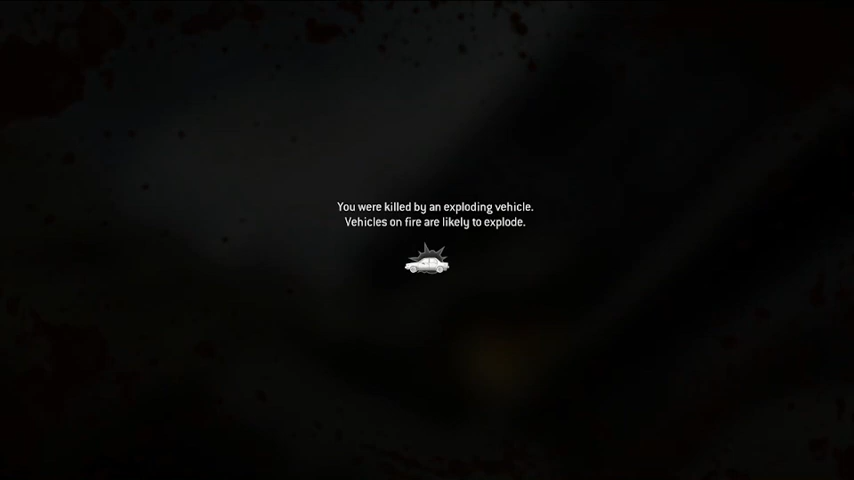 You were killed by an exploding vehicle.
Vehicles on fire are likely to explode.